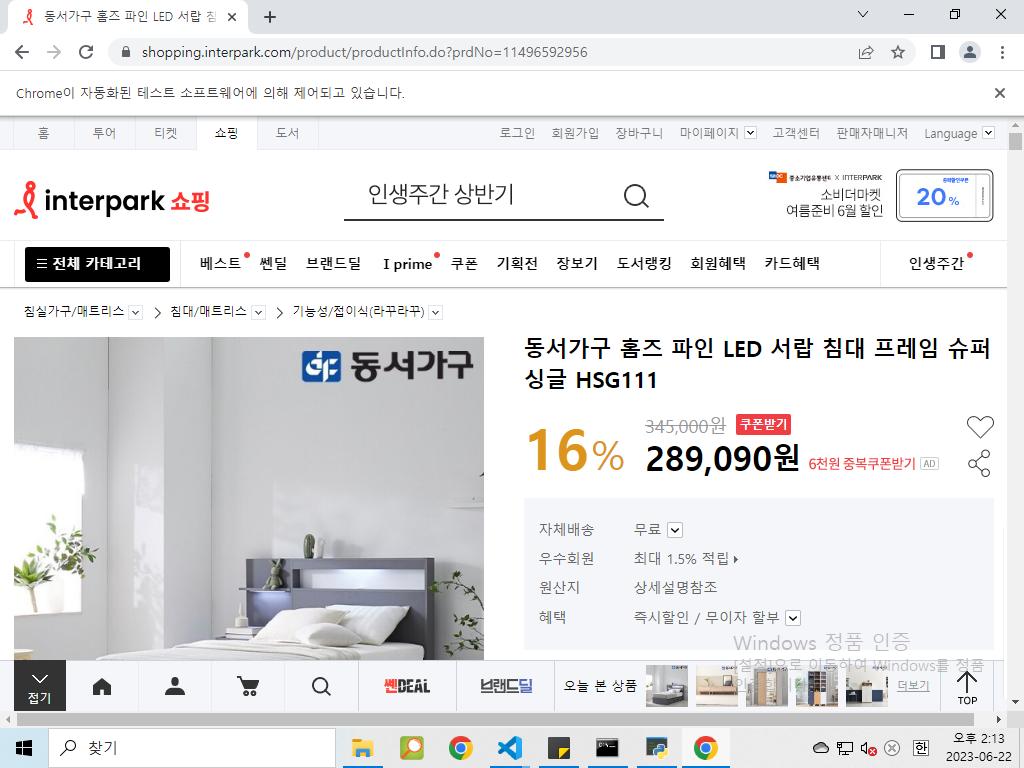 동서가구 홈즈 파인 LED 서랍 침
shopping.interpark.com/product/productInfo.do?prdNo=11496592956
Chrome이 자동화된 테스트 소프트웨어에 의해 제어되고 있습니다.
홈 투어 티켓 쇼핑 도서 로그인 회원가입 장바구니 마이페이지 고객센터 판매자매니저 Language
interpark 쇼핑
인생주간 상반기
중소기업유통센터 X INTERPARK
소비더마켓
여름준비 6월 할인
20%
전체 카테고리 베스트 쎈딜 브랜드딜 I prime 쿠폰 기획전 장보기 도서랭킹 회원혜택 카드혜택 인생주간
침실가구/매트리스 침대/매트리스 기능성/접이식(라꾸라꾸)
동서가구
동서가구 홈즈 파인 LED 서랍 침대 프레임 슈퍼
싱글 HSG111
16%
345,000원 쿠폰받기
289,090원 6천원 중복쿠폰받기 AD
자체배송 무료
우수회원 최대 1.5% 적립
원산지 상세설명참조
혜택 즉시할인 / 무이자 할부
Windows 정품 인증
[설정]으로 이동하여 Windows를 정품
접기
쎈DEAL
브랜드딜
오늘 본 상품
더보기
TOP
찾기
한
오후 2:13
2023-06-22